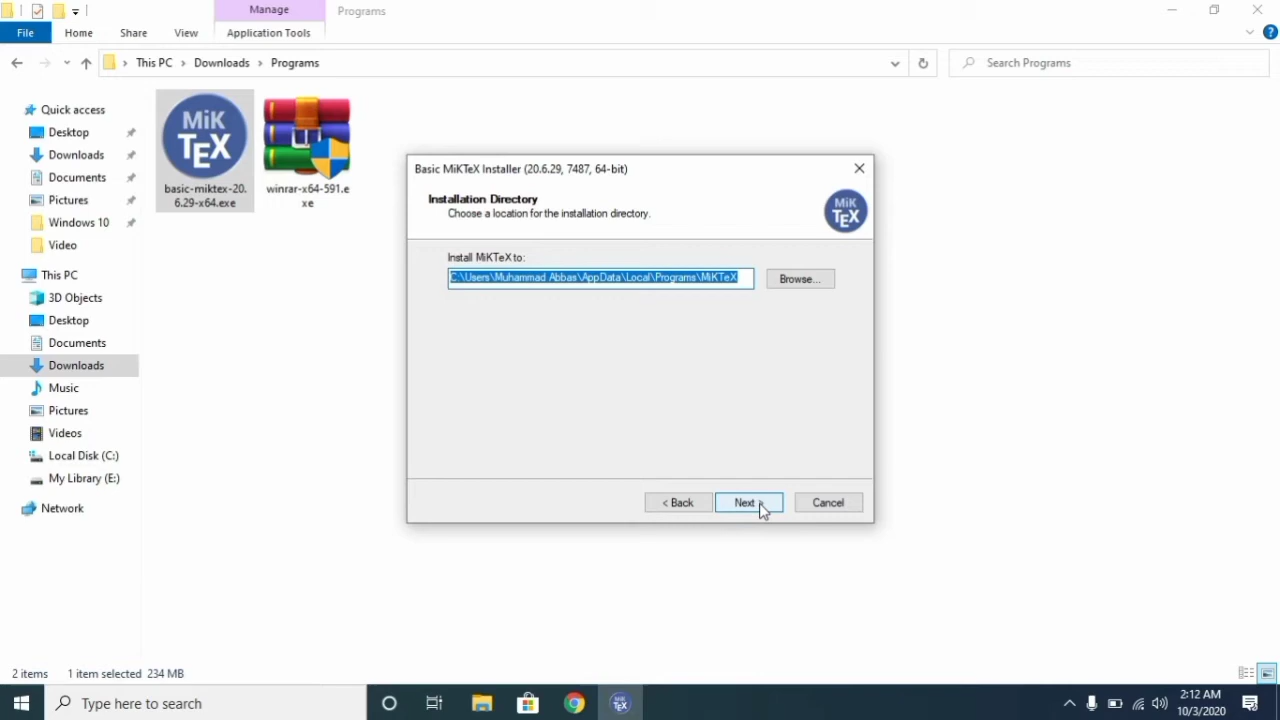 Manage
Programs
File
Home
Share
View
Application Tools
This PC
Downloads
Programs
Search Programs
Quick access
Desktop
Downloads
Documents
Pictures
Windows 10
Video
This PC
3D Objects
Desktop
Documents
Downloads
Music
Pictures
Videos
Local Disk (C:)
My Library (E:)
Network
MiK
TEX
basic-miktex-20.
6.29-x64.exe
winrar-x64-591.e
xe
Basic MiKTeX Installer (20.6.29, 7487, 64-bit)
Installation Directory
Choose a location for the installation directory.
MiK
TEX
Install MiKTeX to:
C:\Users\Muhammad Abbas\AppData\Local\Programs\MiKTeX
Browse...
< Back
Next >
Cancel
2 items
1 item selected 234 MB
Type here to search
MiK
TEX
2:12 AM
10/3/2020